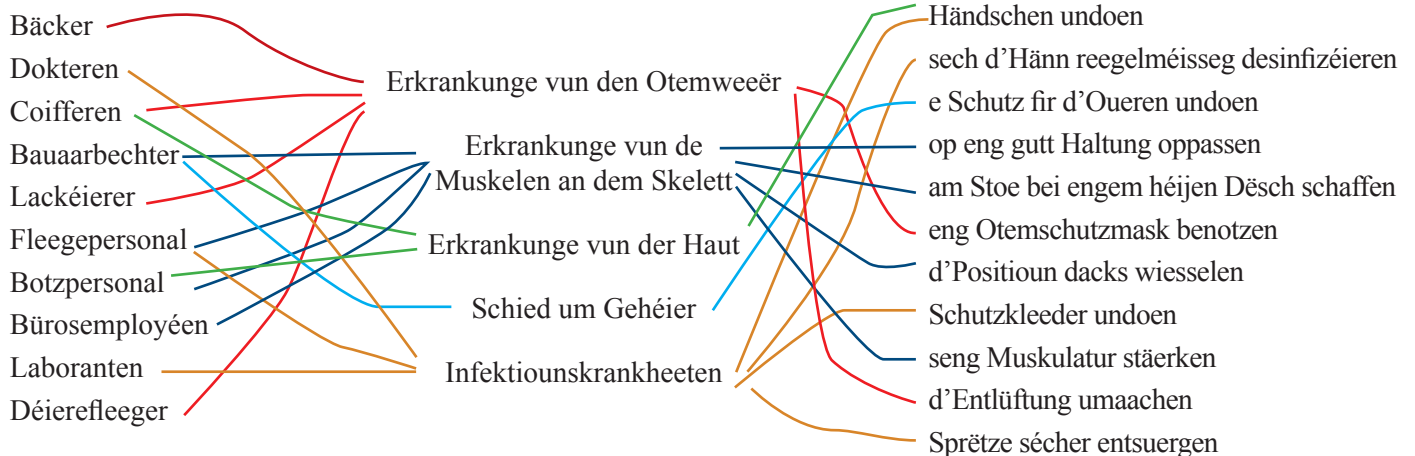 Bäcker
Dokteren
Coifferen
Bauaarbechter
Lackéierer
Fleegepersonal
Botzpersonal
Bürosemployéen
Laboranten
Déierefleeger
Erkrankunge vun den Otemweeër
Erkrankunge vun de
Muskelen an dem Skelett
Erkrankunge vun der Haut
Schied um Gehéier
Infektiounskrankheeten
Händschen undoen
sech d’Hänn reegelméisseg desinfizéieren
e Schutz fir d’Oueren undoen
op eng gutt Haltung oppassen
am Stoe bei engem héijen Dësch schaffen
eng Otemschutzmask benotzen
d’Positioun dacks wiesselen
Schutzkleeder undoen
seng Muskulatur stäerken
d’Entlüftung umaachen
Sprëtze sécher entsuergen